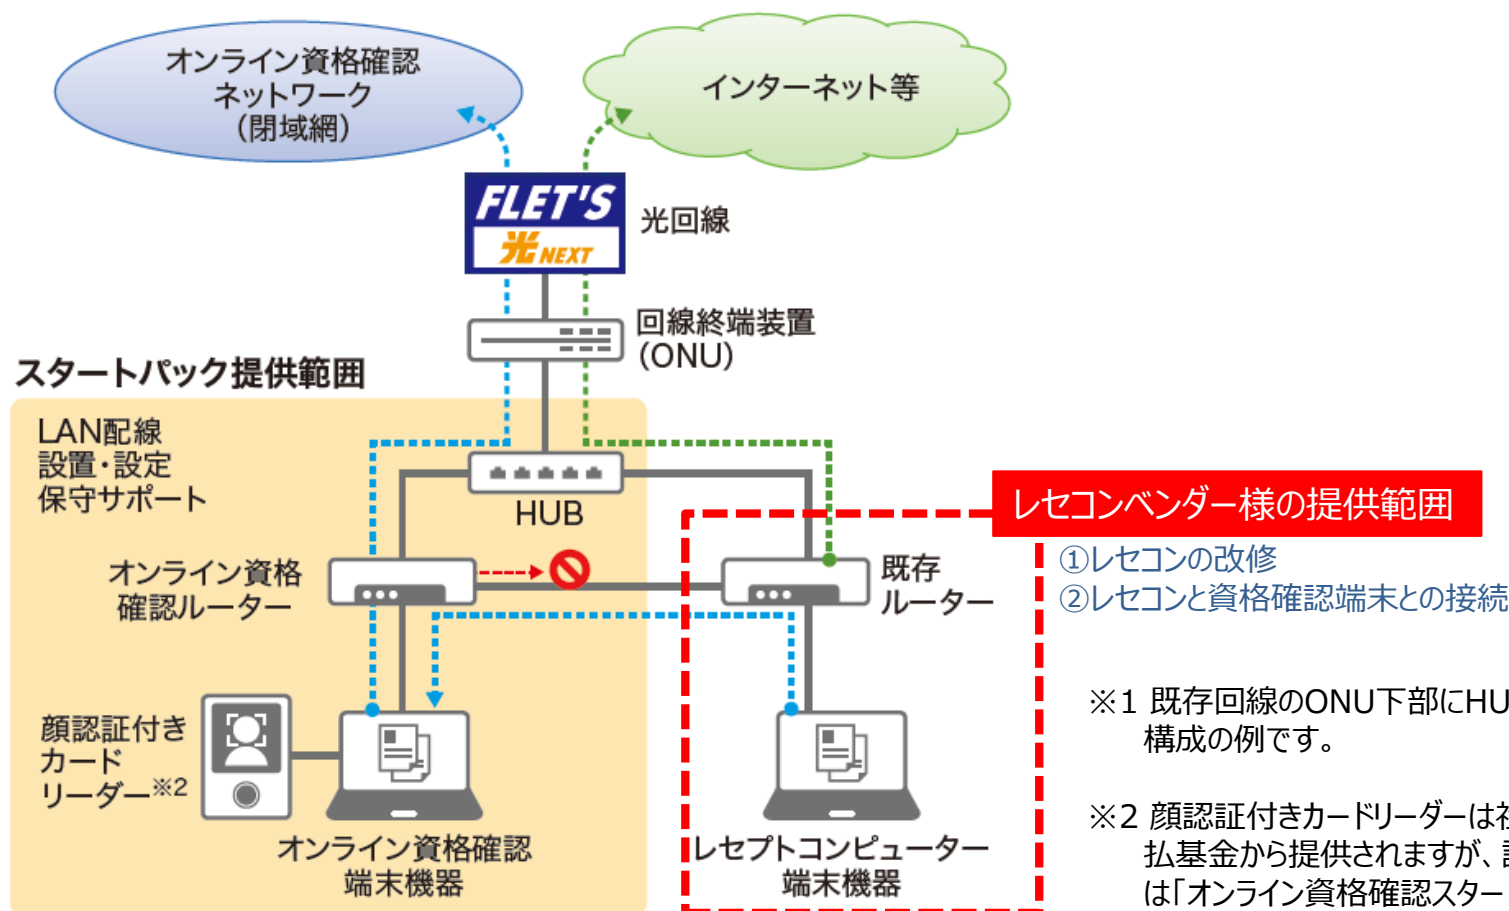 オンライン資格確認
ネットワーク
(閉域網)
インターネット等
FLET'S
光NEXT
光回線
回線終端装置
(ONU)
スタートパック提供範囲
LAN配線
設置・設定
保守サポート
HUB
レセコンベンダー様の提供範囲
①レセコンの改修
②レセコンと資格確認端末との接続
オンライン資格
確認ルーター
既存
ルーター
顔認証付き
カード
リーダー※2
オンライン資格確認
端末機器
レセプトコンピューター
端末機器
※1 既存回線のONU下部にHU
構成の例です。
※2 顔認証付きカードリーダーは
払基金から提供されますが、
は「オンライン資格確認スター